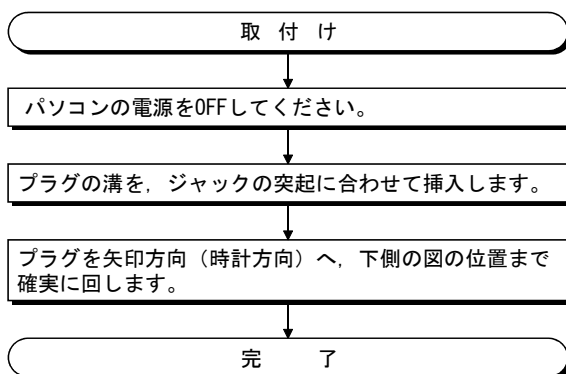 取 付 け
パソコンの電源をOFFしてください。
プラグの溝を，ジャックの突起に合わせて挿入します。
プラグを矢印方向（時計方向）へ，下側の図の位置まで
確実に回します。
完 了